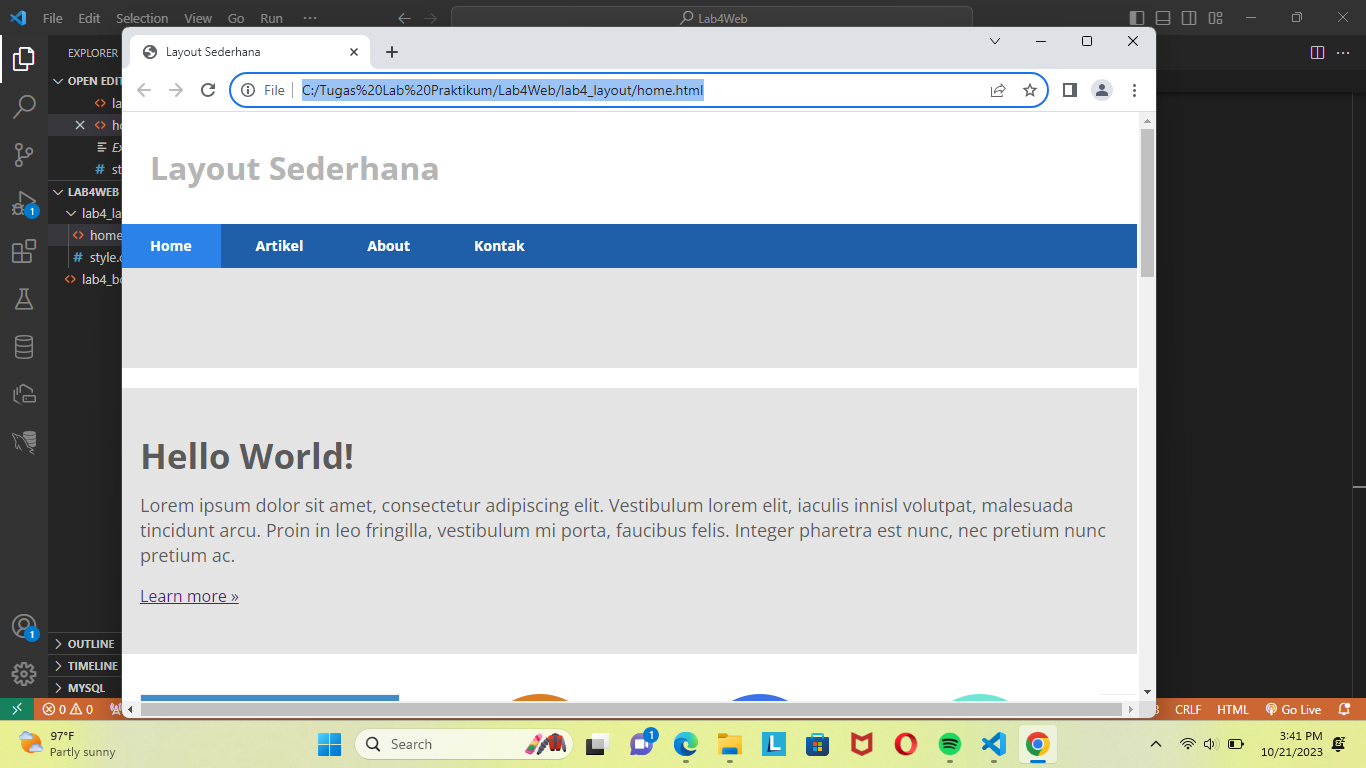 File Edit Selection View Go Run ··· Lab4Web
EXPLORER
OPEN EDIT
la
ho
Ex
st
LAB4WEB
lab4_la
home
style.c
lab4_bo
OUTLINE
TIMELINE
MYSQL
Layout Sederhana
File C:/Tugas%20Lab%20Praktikum/Lab4Web/lab4_layout/home.html
Layout Sederhana
Home Artikel About Kontak
Hello World!
Lorem ipsum dolor sit amet, consectetur adipiscing elit. Vestibulum lorem elit, iaculis innisl volutpat, malesuada
tincidunt arcu. Proin in leo fringilla, vestibulum mi porta, faucibus felis. Integer pharetra est nunc, nec pretium nunc
pretium ac.
Learn more »
0 0 CRLF HTML Go Live
97°F
Partly sunny
Search
3:41 PM
10/21/2023